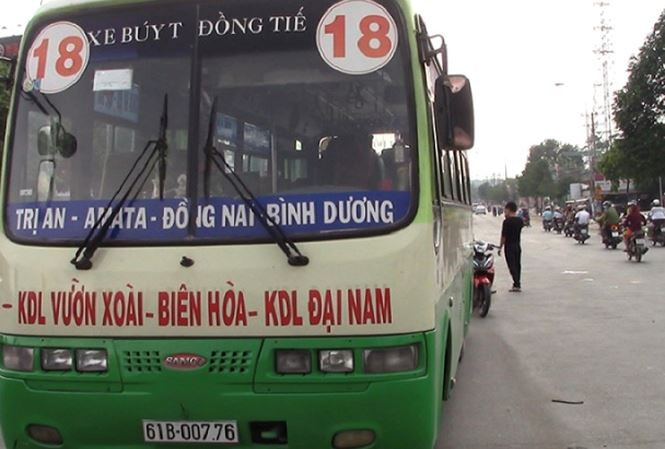 18 XE BUÝT ĐỒNG TIẾ 18
TRỊ AN - AMATA - ĐỒNG NAI - BÌNH DƯƠNG
- KDL VƯỜN XOÀI - BIÊN HÒA - KDL ĐẠI NAM
SAMCO
61B-007.76